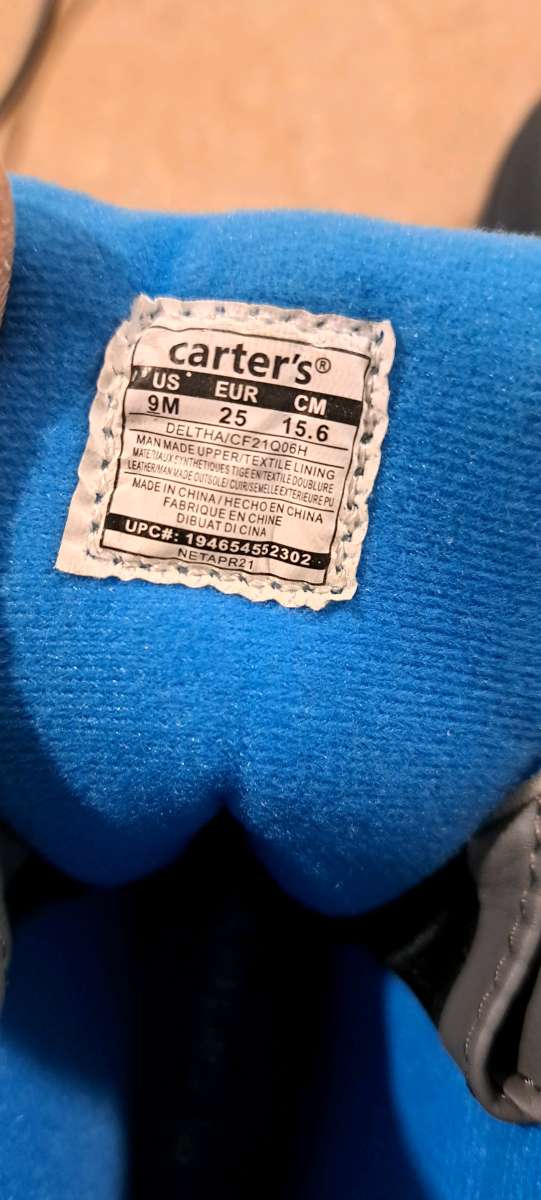 carter's®
US EUR CM
9M 25 15.6
DELTHA/CF21Q06H
MAN MADE UPPER/TEXTILE LINING
MATERIAUX SYNTHETIQUES TIGE EN/TEXTILE DOUBLURE
LEATHER/MAN MADE OUTSOLE/ CUIR/SEMELLE EXTERIEURE PU
MADE IN CHINA / HECHO EN CHINA
FABRIQUE EN CHINE
DIBUAT DI CINA
UPC#: 194654552302
NETAPR21